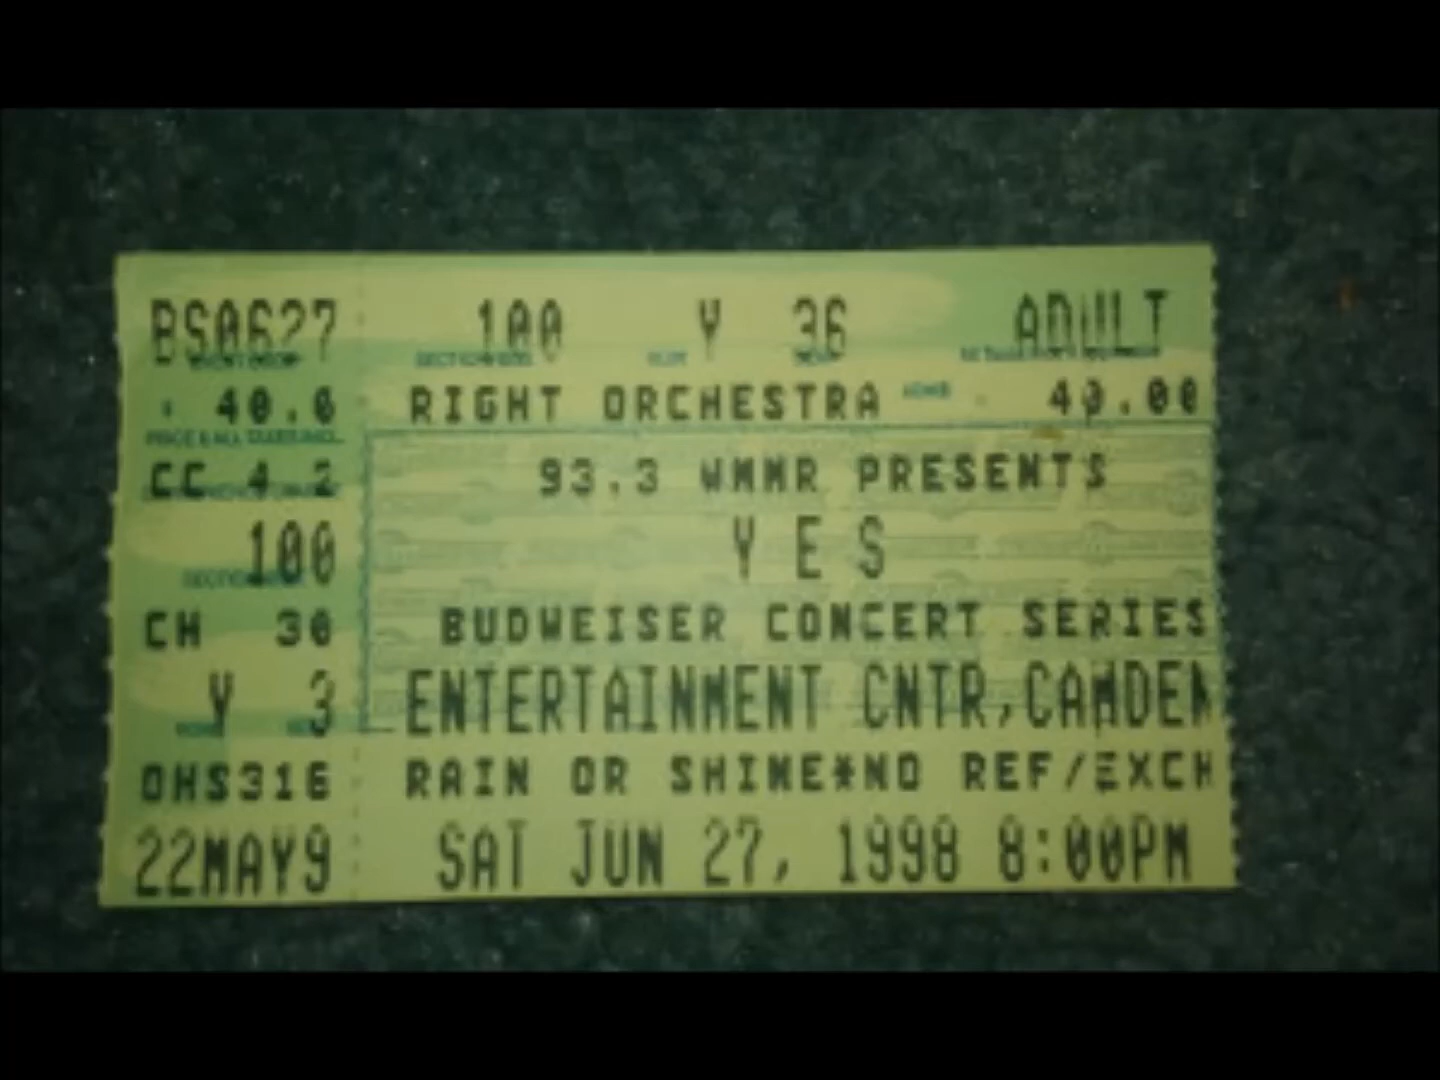 BS0627 100 Y 36 ADULT
40.0 RIGHT ORCHESTRA 40.00
CC 4 2 93.3 WMMR PRESENTS
100 YES
CH 30 BUDWEISER CONCERT SERIES
Y 3 ENTERTAINMENT CNTR,CAMDEN
OHS316 RAIN OR SHINE*NO REF/EXCH
22MAY9 SAT JUN 27, 1998 8:00PM